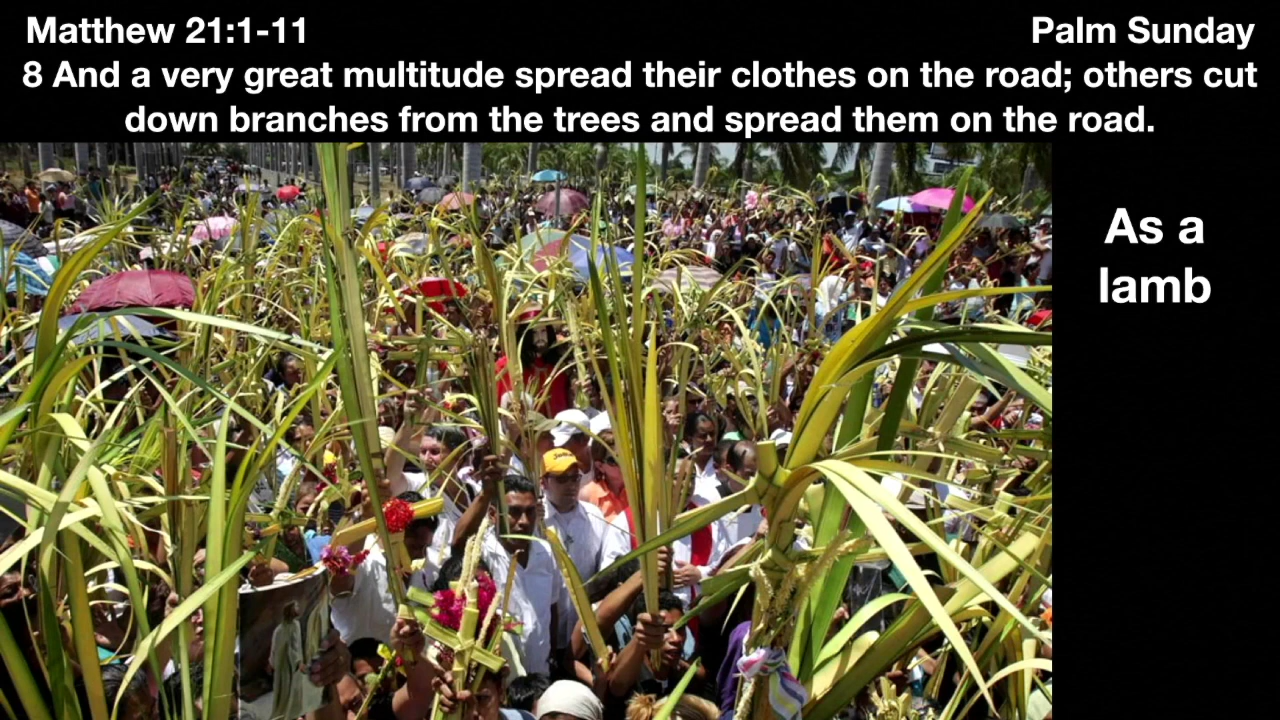 Matthew 21:1-11
Palm Sunday
8 And a very great multitude spread their clothes on the road; others cut
down branches from the trees and spread them on the road.
As a
lamb